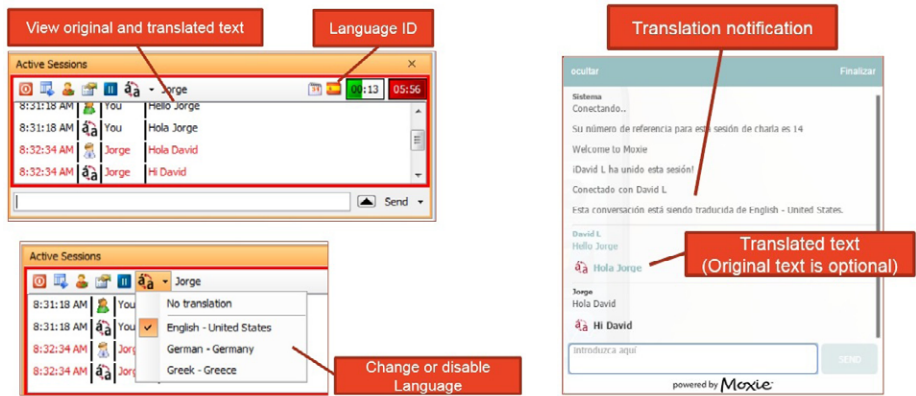 View original and translated text
Language ID
Active Sessions
Jorge
00:13
05:56
8:31:18 AM You Hello Jorge
8:31:18 AM You Hola Jorge
8:32:34 AM Jorge Hola David
8:32:34 AM Jorge Hi David
Send
Active Sessions
Jorge
8:31:18 AM You
8:31:18 AM You
8:32:34 AM Jorg
8:32:34 AM Jorg
No translation
English - United States
German - Germany
Greek - Greece
Change or disable
Language
Translation notification
ocultar
Finalizar
Sistema
Conectando..
Su número de referencia para esta sesión de charla es 14
Welcome to Moxie
¡David L ha unido esta sesión!
Conectado con David L
Esta conversación está siendo traducida de English - United States.
David L
Hello Jorge
Hola Jorge
Translated text
(Original text is optional)
Jorge
Hola David
Hi David
Introduzca aquí
SEND
powered by Moxie